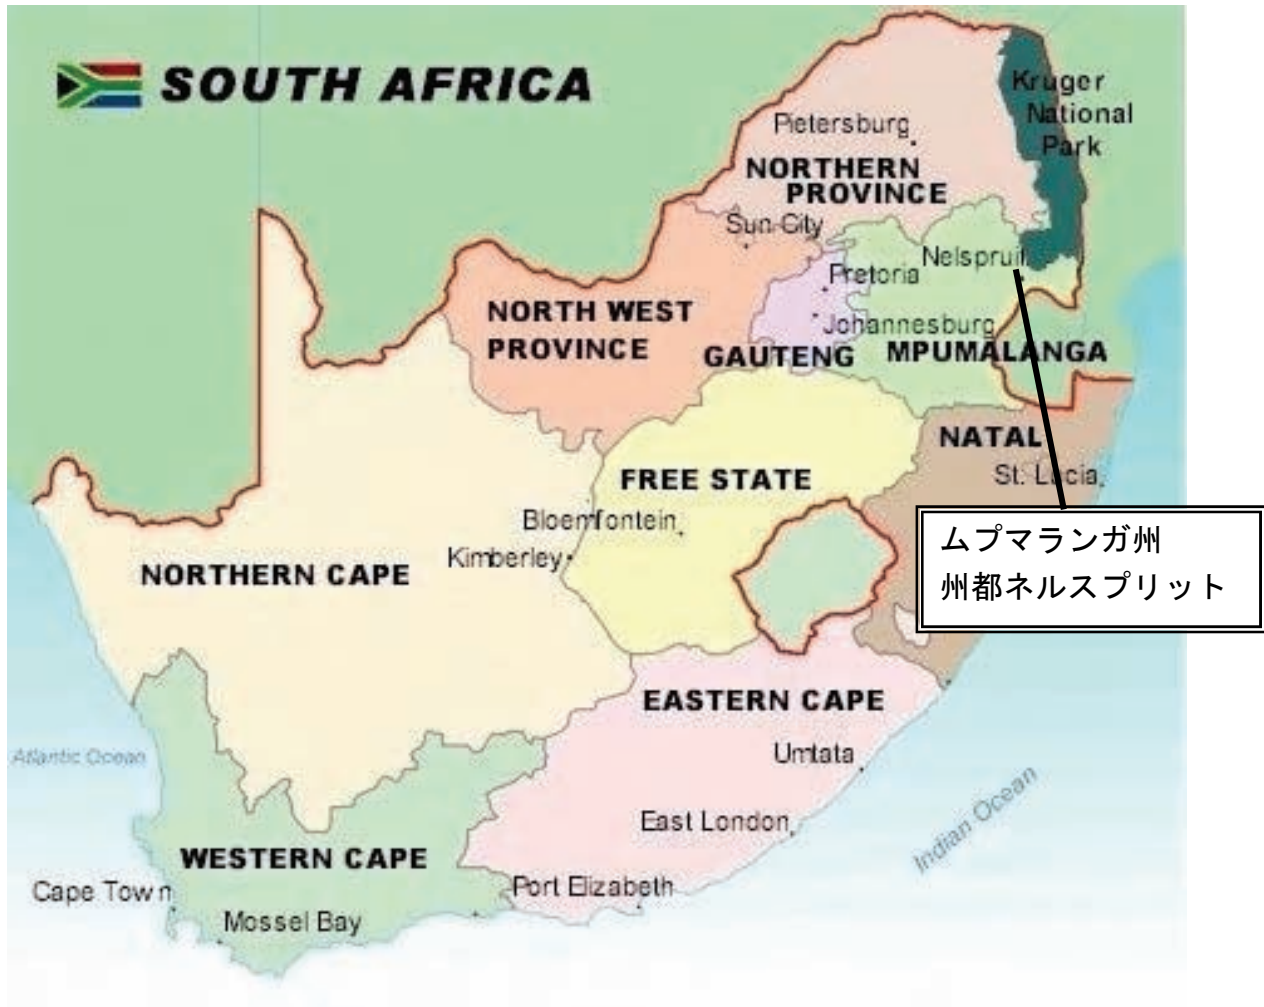 SOUTH AFRICA
Kruger
National
Park
Pietersburg
NORTHERN
PROVINCE
Sun City
Nelspruit
Pretoria
NORTH WEST
PROVINCE
Johannesburg
GAUTENG
MPUMALANGA
NATAL
St. Lucia
FREE STATE
Bloemfontein
Kimberley
ムプマランガ州
州都ネルスプリット
NORTHERN CAPE
EASTERN CAPE
Umtata
Atlantic Ocean
East London
Indian Ocean
WESTERN CAPE
Port Elizabeth
Cape Town
Mossel Bay